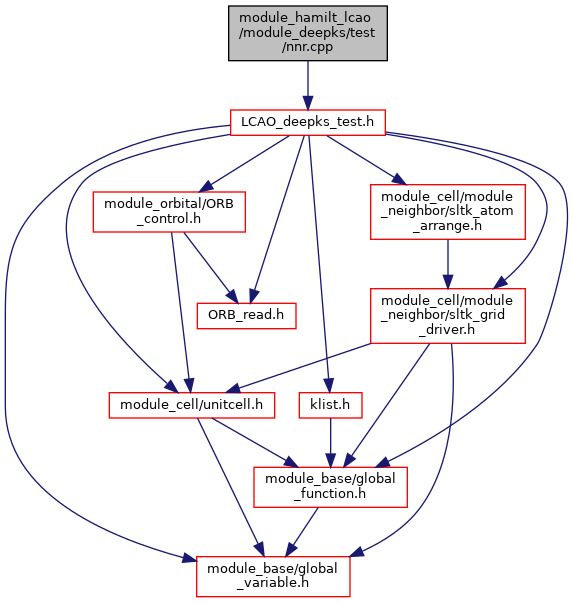 module_hamilt_lcao
/module_deepks/test
/nnr.cpp
LCAO_deepks_test.h
module_orbital/ORB
_control.h
module_cell/module
_neighbor/sltk_atom
_arrange.h
ORB_read.h
module_cell/module
_neighbor/sltk_grid
_driver.h
module_cell/unitcell.h
klist.h
module_base/global
_function.h
module_base/global
_variable.h